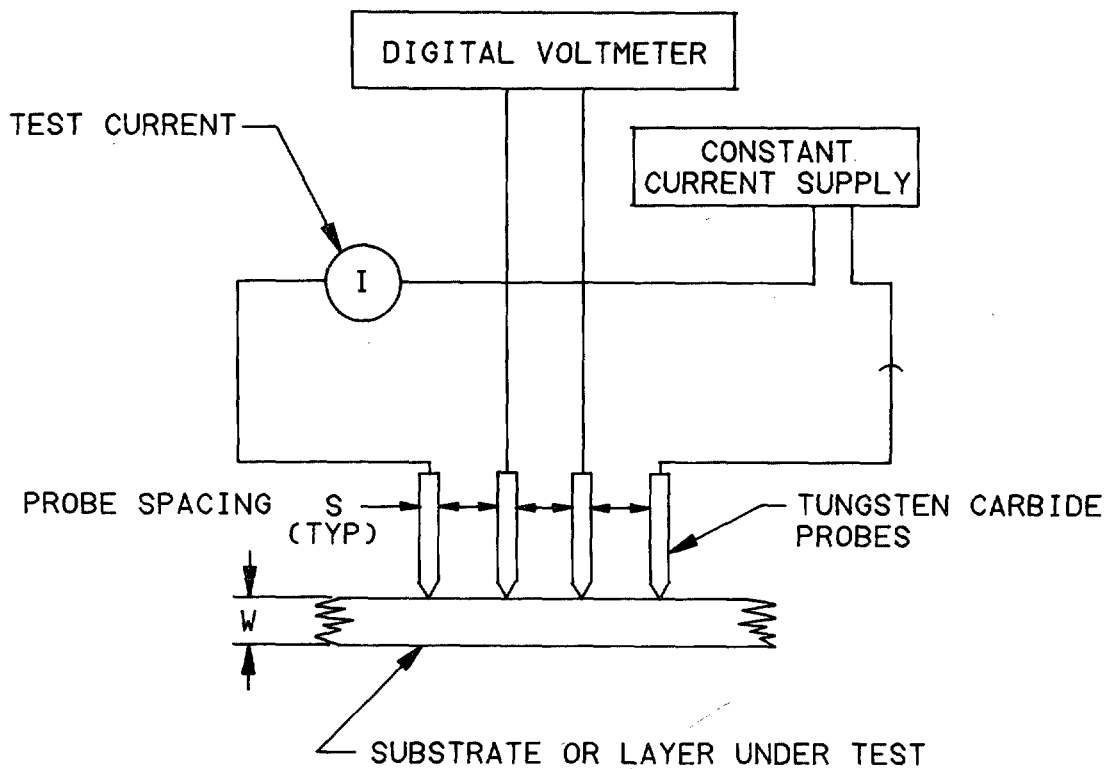 DIGITAL VOLTMETER
TEST CURRENT
CONSTANT
CURRENT SUPPLY
I
PROBE SPACING S
(TYP)
TUNGSTEN CARBIDE
PROBES
W
SUBSTRATE OR LAYER UNDER TEST